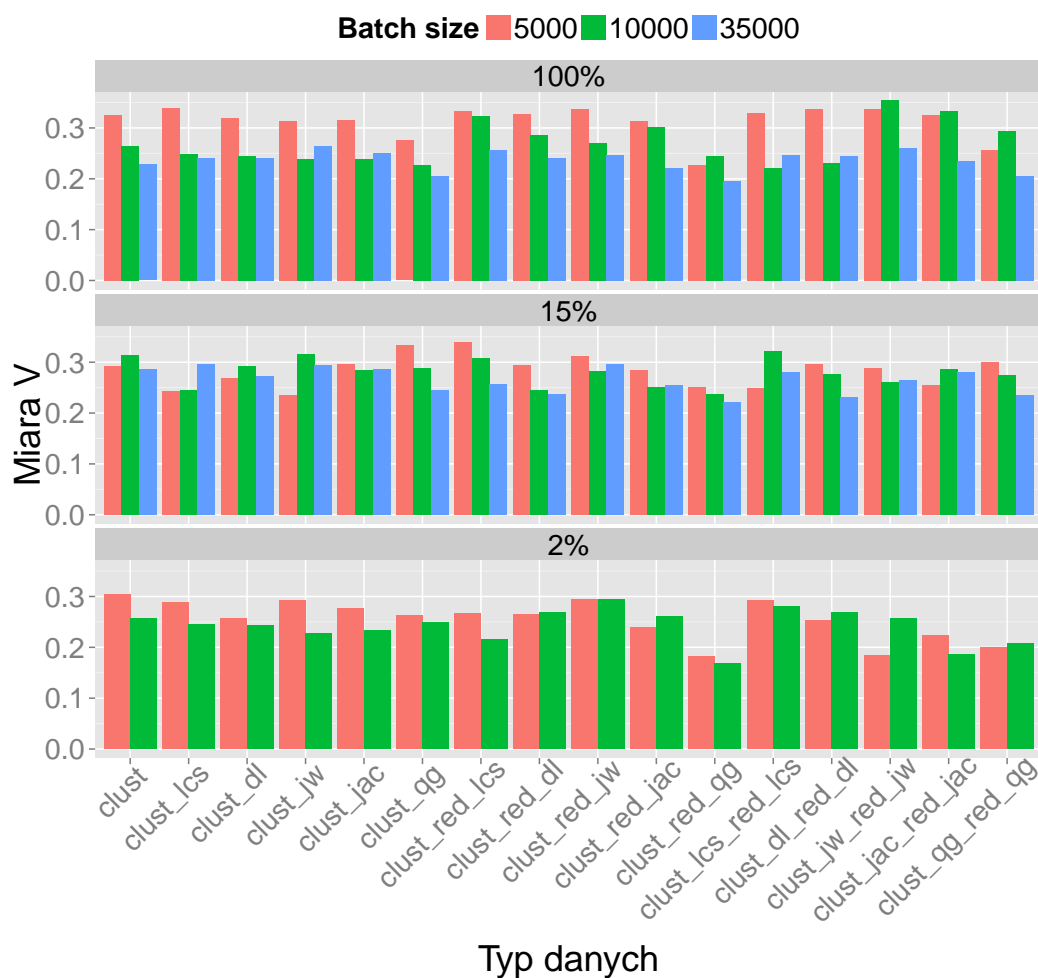 Batch size 5000 10000 35000
100%
0.3
0.2
0.1
0.0
15%
0.3
0.2
0.1
0.0
Miara V
2%
0.3
0.2
0.1
0.0
clust
clust_lcs
clust_dl
clust_jw
clust_jac
clust_qg
clust_red_lcs
clust_red_dl
clust_red_jw
clust_red_jac
clust_red_qg
clust_lcs_red_lcs
clust_dl_red_dl
clust_jw_red_jw
clust_jac_red_jac
clust_qg_red_qg
Typ danych